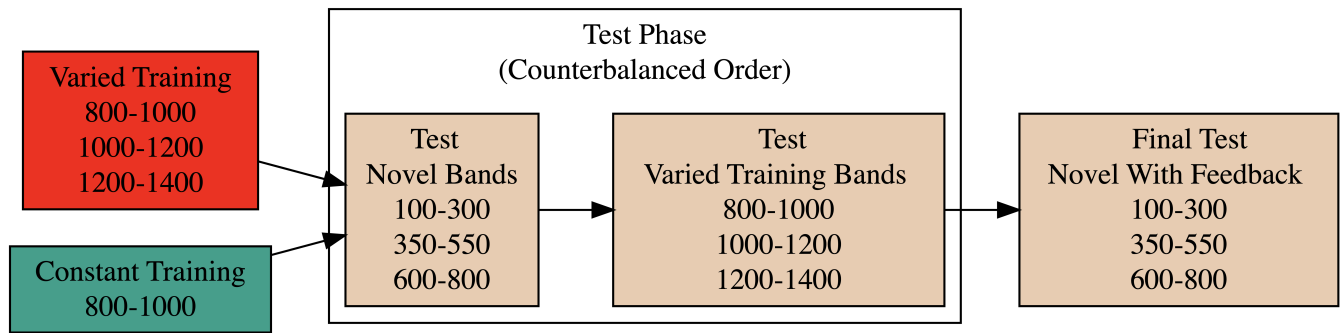 Varied Training
800-1000
1000-1200
1200-1400
Constant Training
800-1000
Test Phase
(Counterbalanced Order)
Test
Novel Bands
100-300
350-550
600-800
Test
Varied Training Bands
800-1000
1000-1200
1200-1400
Final Test
Novel With Feedback
100-300
350-550
600-800